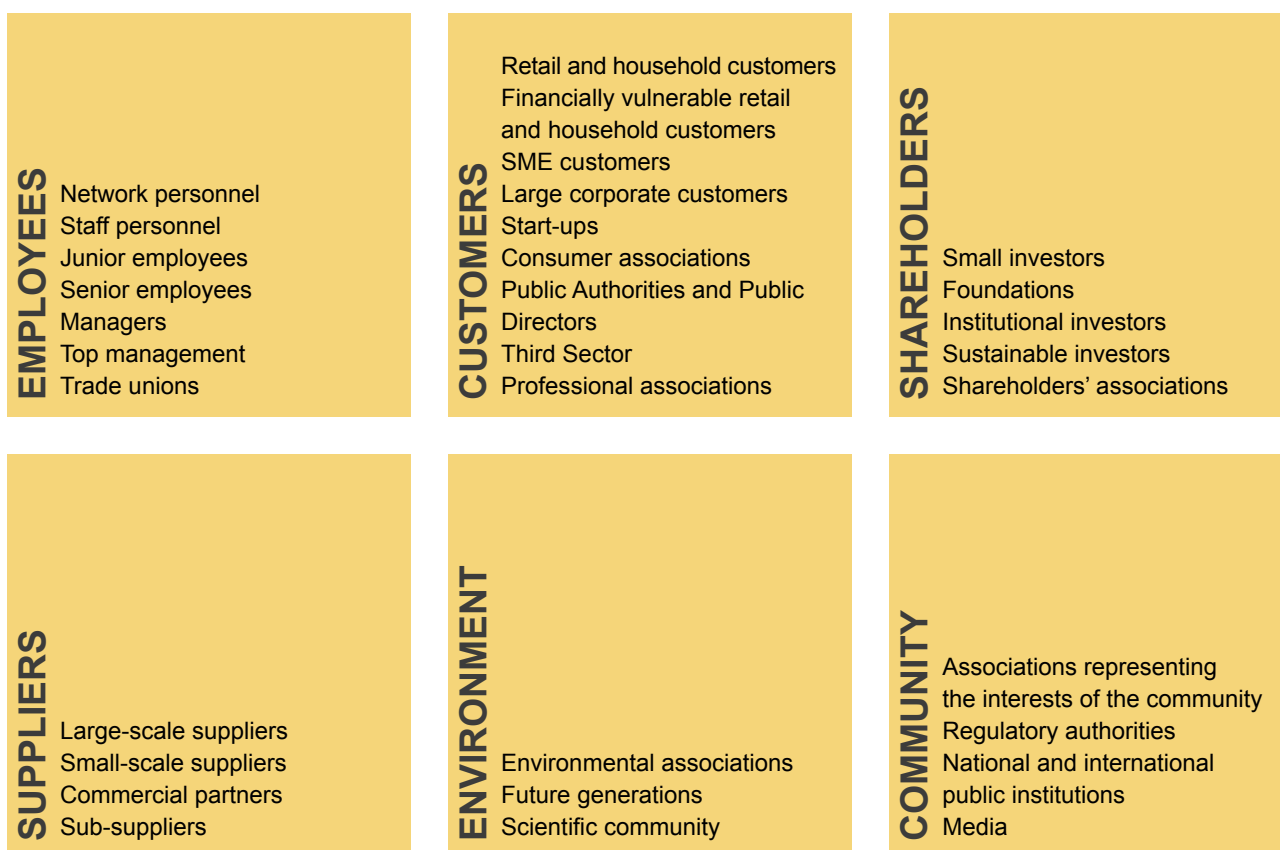 EMPLOYEES
Network personnel
Staff personnel
Junior employees
Senior employees
Managers
Top management
Trade unions
CUSTOMERS
Retail and household customers
Financially vulnerable retail
and household customers
SME customers
Large corporate customers
Start-ups
Consumer associations
Public Authorities and Public
Directors
Third Sector
Professional associations
SHAREHOLDERS
Small investors
Foundations
Institutional investors
Sustainable investors
Shareholders’ associations
SUPPLIERS
Large-scale suppliers
Small-scale suppliers
Commercial partners
Sub-suppliers
ENVIRONMENT
Environmental associations
Future generations
Scientific community
COMMUNITY
Associations representing
the interests of the community
Regulatory authorities
National and international
public institutions
Media